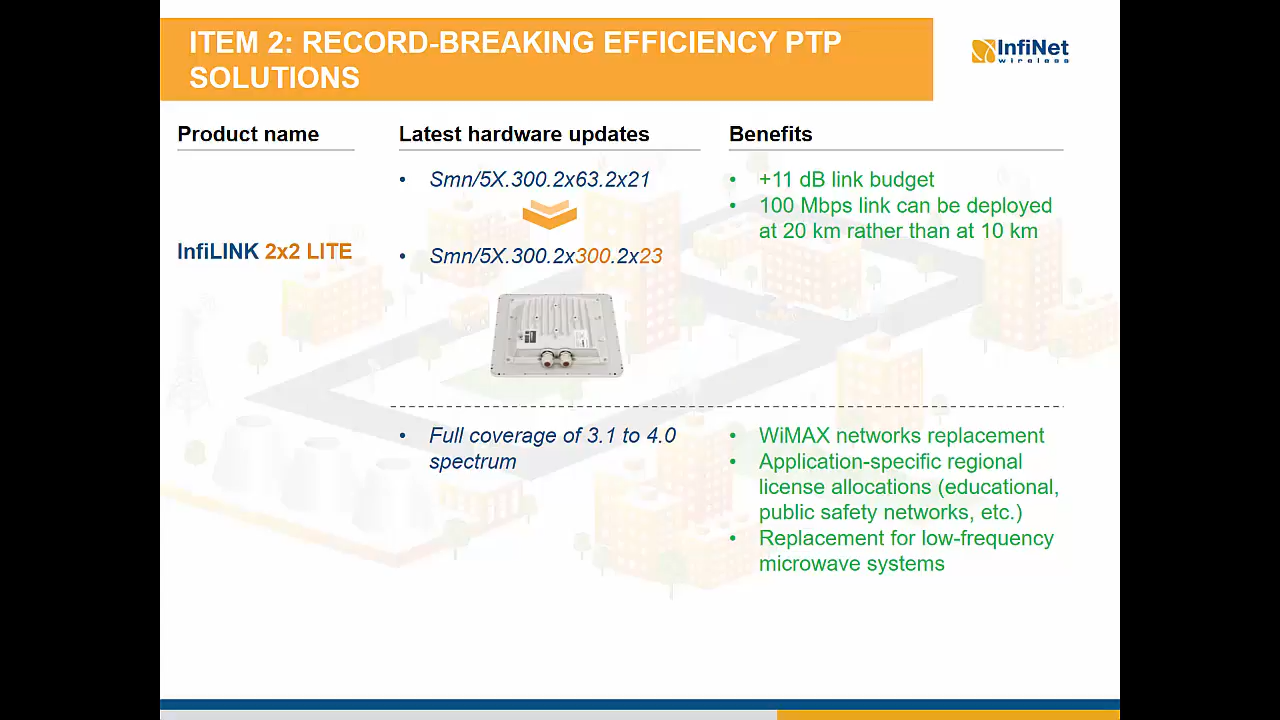 ITEM 2: RECORD-BREAKING EFFICIENCY PTP
SOLUTIONS
InfiNet
wireless
Product name
Latest hardware updates
Benefits
• Smn/5X.300.2x63.2x21
• +11 dB link budget
• 100 Mbps link can be deployed
at 20 km rather than at 10 km
InfiLINK 2x2 LITE
• Smn/5X.300.2x300.2x23
• Full coverage of 3.1 to 4.0
spectrum
• WiMAX networks replacement
• Application-specific regional
license allocations (educational,
public safety networks, etc.)
• Replacement for low-frequency
microwave systems